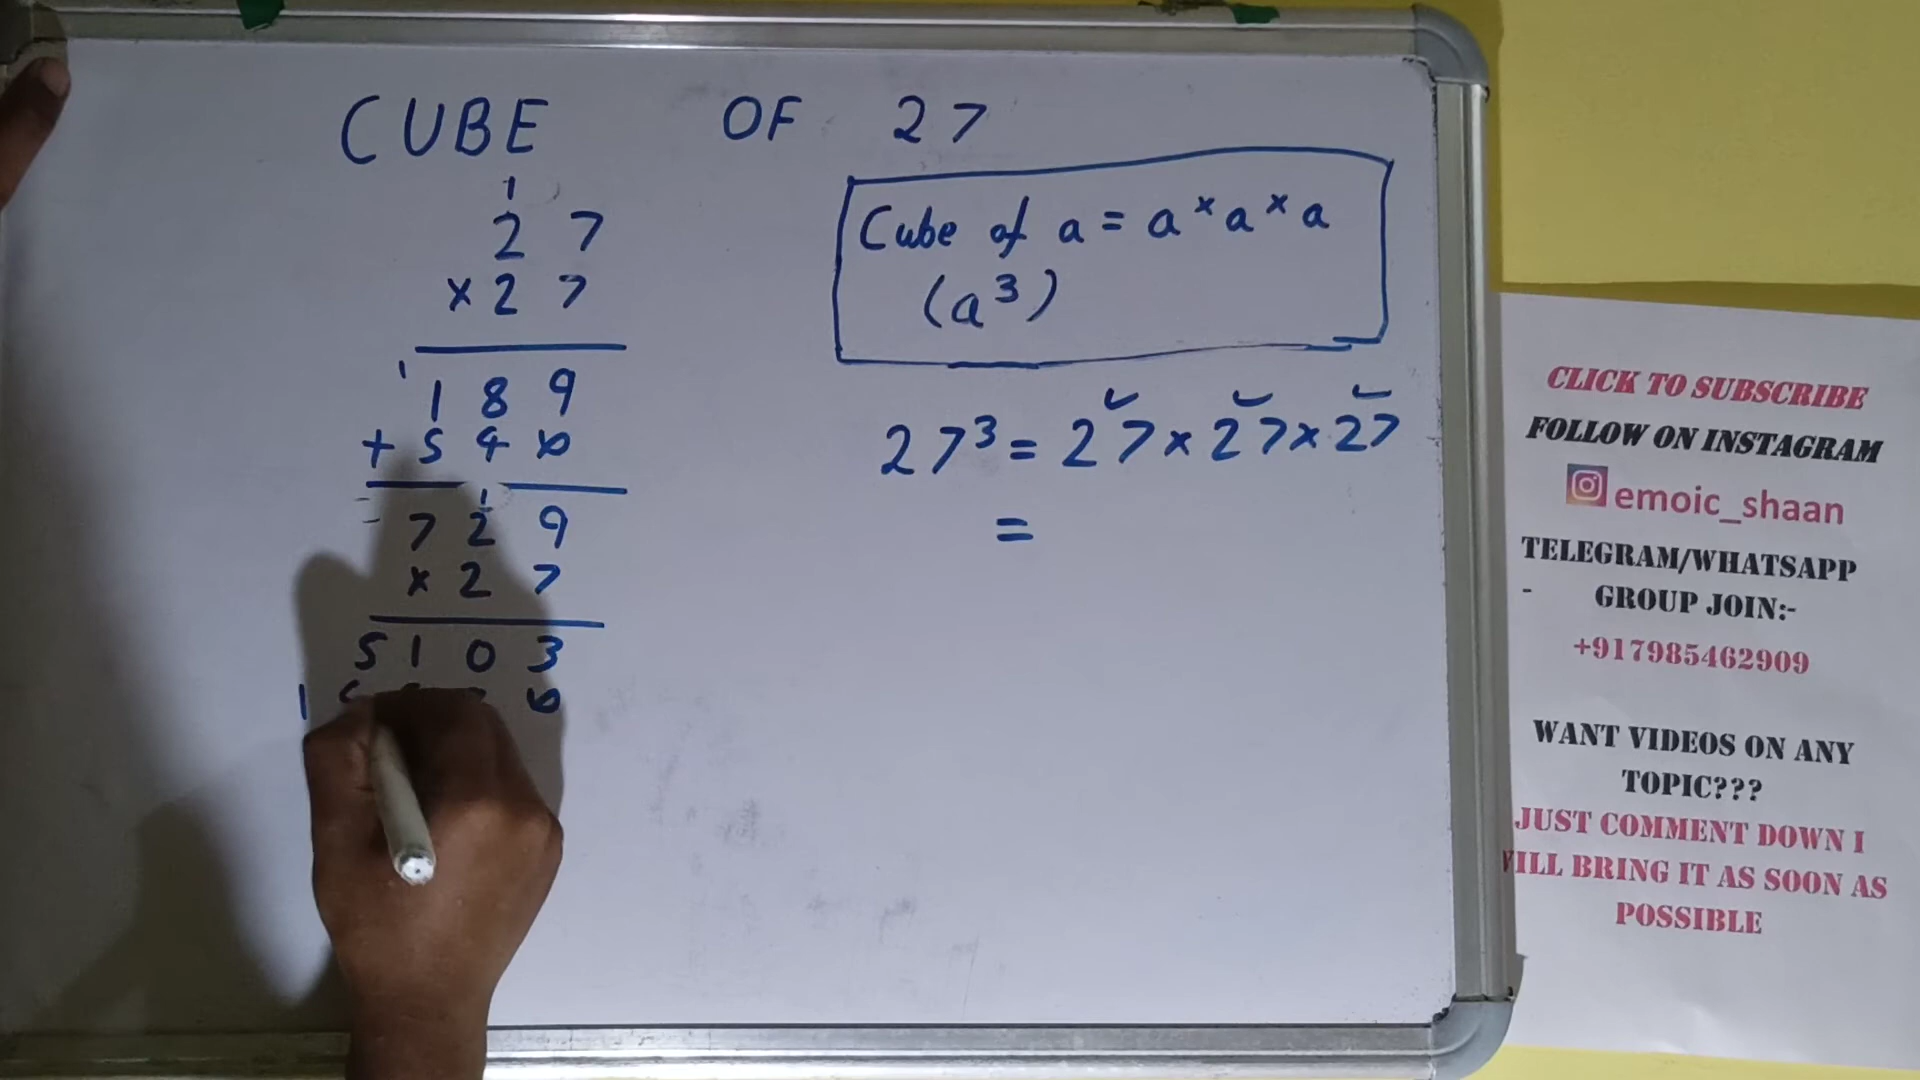 CUBE OF 27
1
27
×27
1
189
+54×
1
729
×27
5103
1
Cube of a = a×a×a
(a³)
27³ = 27×27×27
=
CLICK TO SUBSCRIBE
FOLLOW ON INSTAGRAM
emoic_shaan
TELEGRAM/WHATSAPP
- GROUP JOIN:-
+917985462909
WANT VIDEOS ON ANY
TOPIC???
JUST COMMENT DOWN I
WILL BRING IT AS SOON AS
POSSIBLE